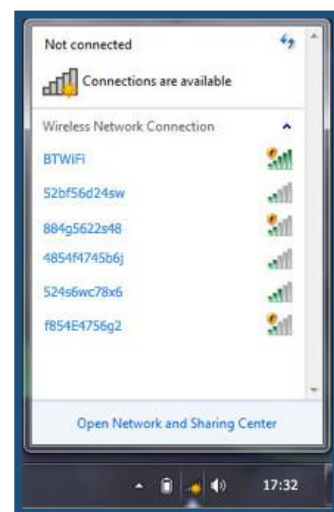 Not connected
Connections are available
Wireless Network Connection
BTWiFi
52bf56d24sw
884g5622s48
4854f4745b6j
524s6wc78x6
f854E4756g2
Open Network and Sharing Center
17:32